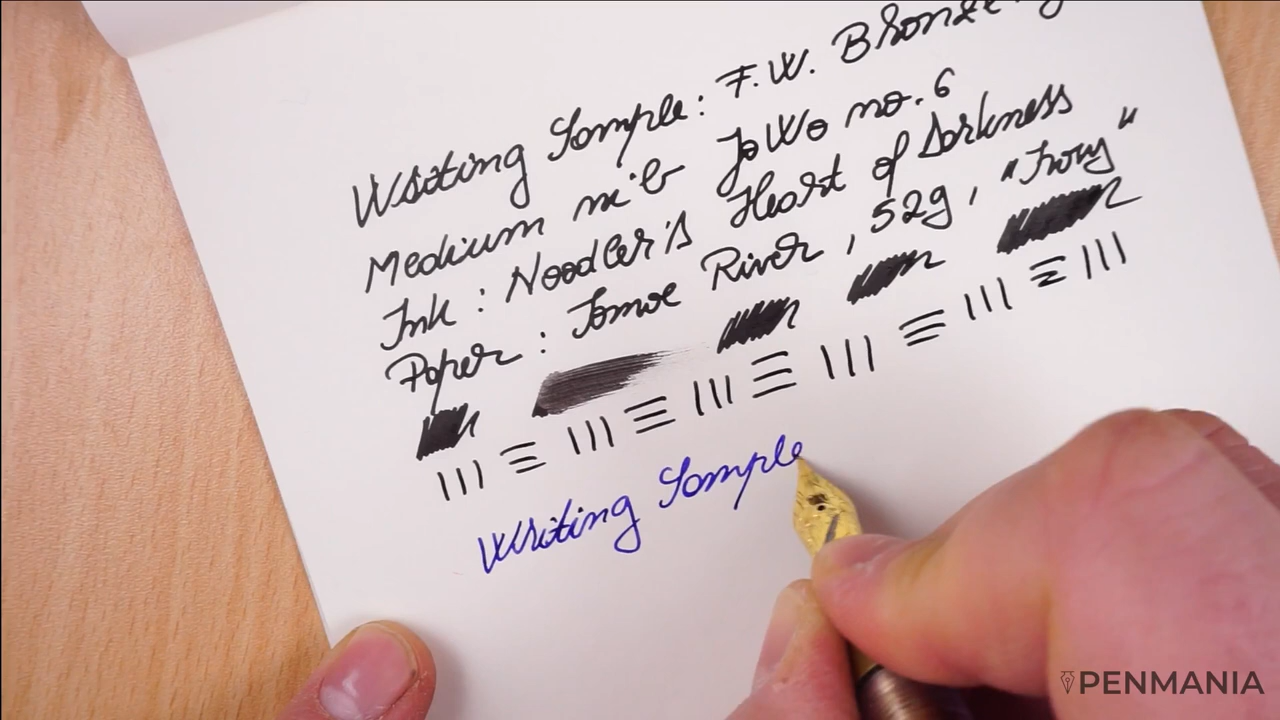 Writing Sample: F.W. Bronze
Medium nib JoWo no. 6
Ink: Noodler's Heart of Darkness
Paper: Tomoe River, 52g, "Ivory"
Writing Sample
PENMANIA